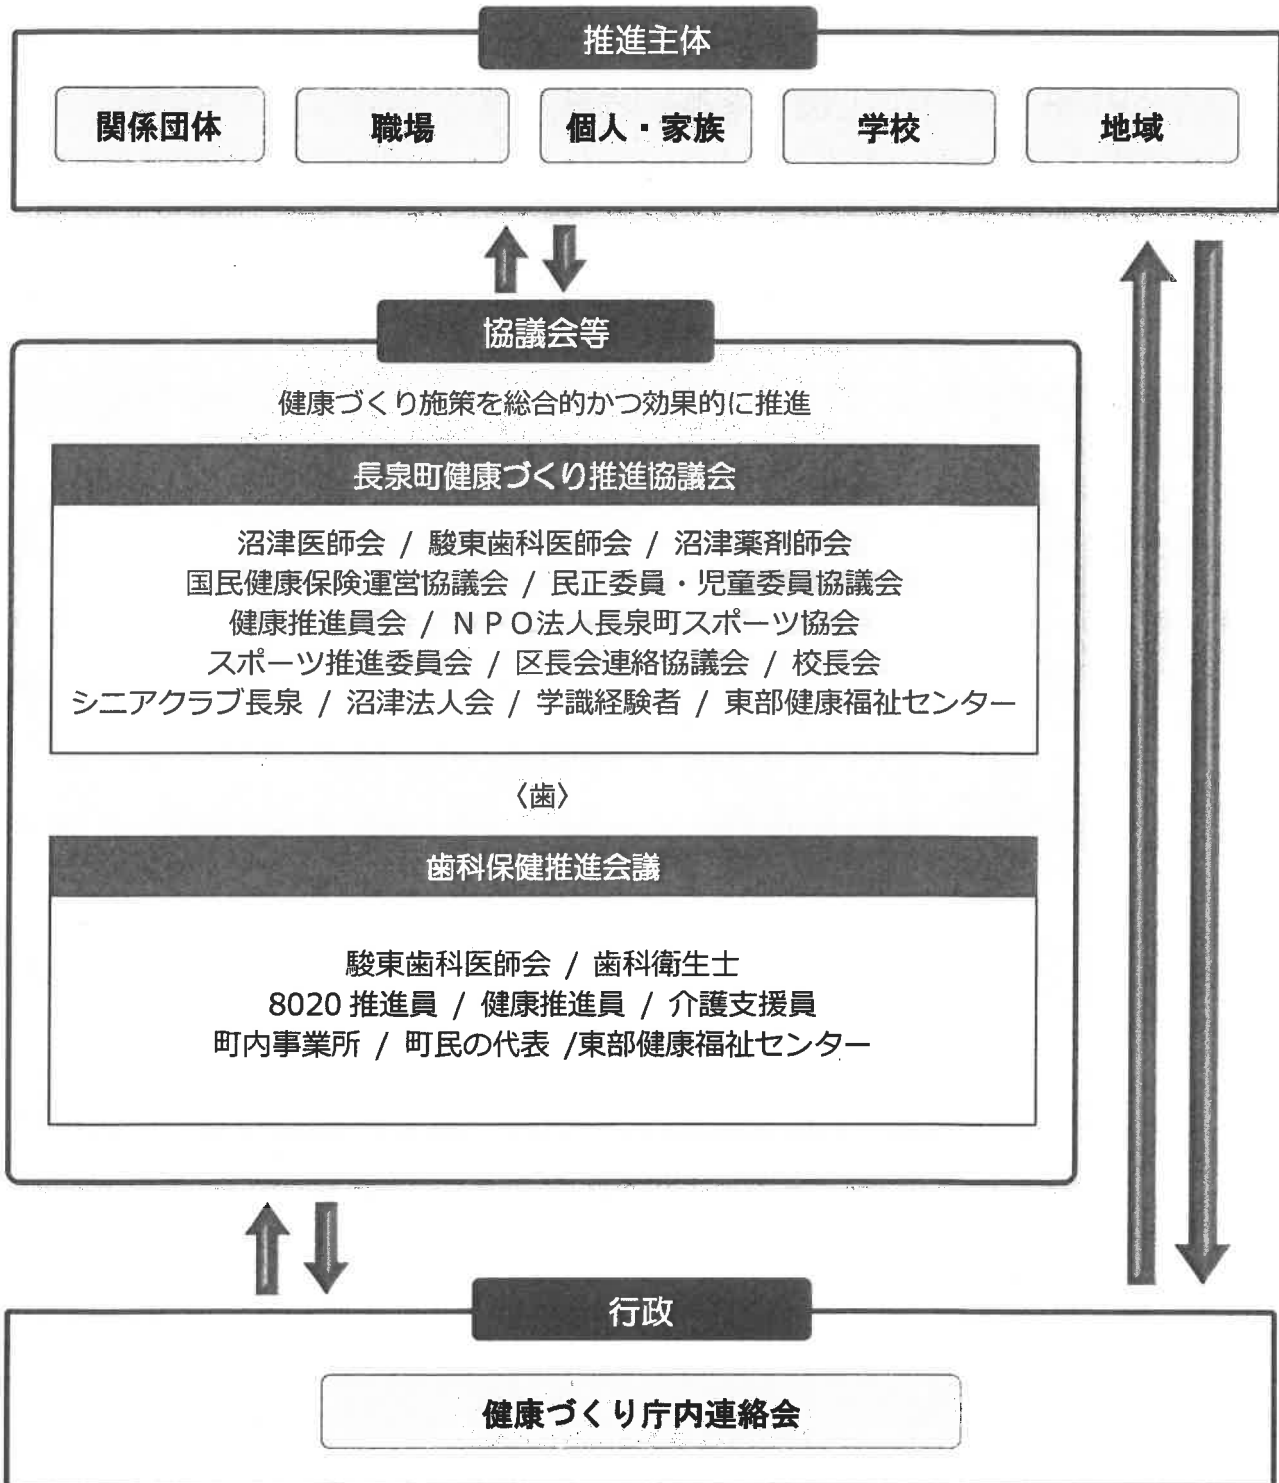 推進主体
関係団体 職場 個人・家族 学校 地域
協議会等
健康づくり施策を総合的かつ効果的に推進
長泉町健康づくり推進協議会
沼津医師会 / 駿東歯科医師会 / 沼津薬剤師会
国民健康保険運営協議会 / 民正委員・児童委員協議会
健康推進員会 / ＮＰＯ法人長泉町スポーツ協会
スポーツ推進委員会 / 区長会連絡協議会 / 校長会
シニアクラブ長泉 / 沼津法人会 / 学識経験者 / 東部健康福祉センター
〈歯〉
歯科保健推進会議
駿東歯科医師会 / 歯科衛生士
8020 推進員 / 健康推進員 / 介護支援員
町内事業所 / 町民の代表 /東部健康福祉センター
行政
健康づくり庁内連絡会